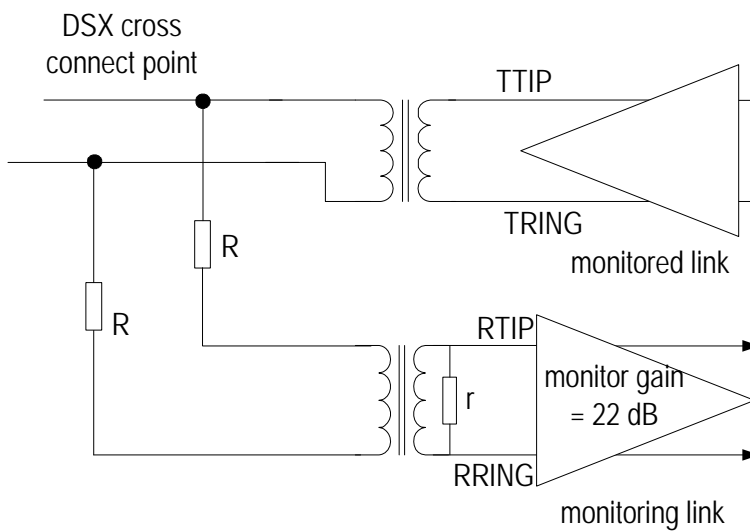 DSX cross
connect point
TTIP
TRING
monitored link
R
R
RTIP
monitor gain
= 22 dB
r
RRING
monitoring link